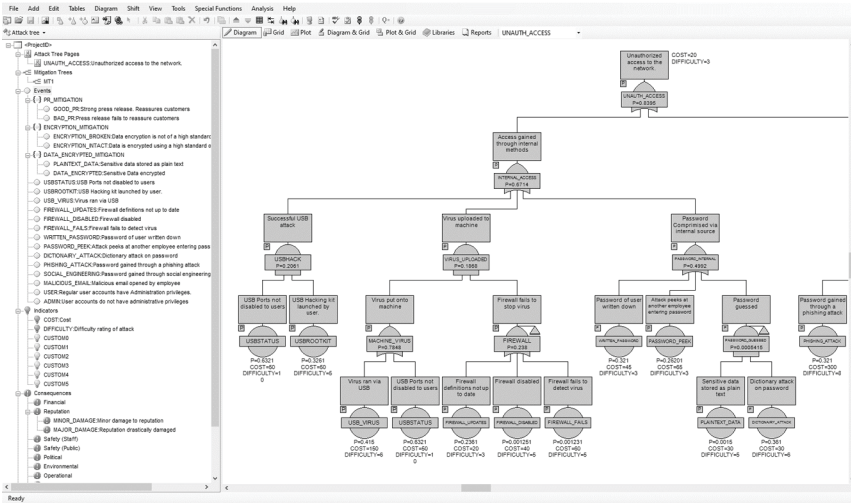 File Add Edit Tables Diagram Shift View Tools Special Functions Analysis Help
Attack tree
Diagram Grid Plot Diagram & Grid Plot & Grid Libraries Reports UNAUTH_ACCESS
<ProjectID>
Attack Tree Pages
UNAUTH_ACCESS:Unauthorized access to the network.
Mitigation Trees
MT1
Events
PR_MITIGATION
GOOD_PR:Strong press release. Reassures customers
BAD_PR:Press release fails to reassure customers
ENCRYPTION_MITIGATION
ENCRYPTION_BROKEN:Data encryption is not of a high standard
ENCRYPTION_INTACT:Data is encrypted using a high standard o
DATA_ENCRYPTED_MITIGATION
PLAINTEXT_DATA:Sensitive data stored as plain text
DATA_ENCRYPTED:Sensitive Data encrypted
USBSTATUS:USB Ports not disabled to users
USBROOTKIT:USB Hacking kit launched by user.
USB_VIRUS:Virus ran via USB
FIREWALL_UPDATES:Firewall definitions not up to date
FIREWALL_DISABLED:Firewall disabled
FIREWALL_FAILS:Firewall fails to detect virus
WRITTEN_PASSWORD:Password of user written down
PASSWORD_PEEK:Attack peeks at another employee entering pass
DICTIONARY_ATTACK:Dictionary attack on password
PHISHING_ATTACK:Password gained through a phishing attack
SOCIAL_ENGINEERING:Password gained through social engineering
MALICIOUS_EMAIL:Malicious email opened by employee
USER:Regular user accounts have Administration privileges.
ADMIN:User accounts do not have administrative privileges
Indicators
COST:Cost
DIFFICULTY:Difficulty rating of attack
CUSTOM0
CUSTOM1
CUSTOM2
CUSTOM3
CUSTOM4
CUSTOM5
Consequences
Financial
Reputation
MINOR_DAMAGE:Minor damage to reputation
MAJOR_DAMAGE:Reputation drastically damaged
Safety (Staff)
Safety (Public)
Political
Environmental
Operational
Unauthorized
access to the
network.
COST=20
DIFFICULTY=3
UNAUTH_ACCESS
P=0.8395
Access gained
through internal
methods
INTERNAL_ACCESS
P=0.6714
Successful USB
attack
USBHACK
P=0.2061
Virus uploaded to
machine
VIRUS_UPLOADED
P=0.1868
Password
Comprimised via
internal source
PASSWORD_INTERNAL
P=0.4992
USB Ports not
disabled to users
USBSTATUS
P=0.6321
COST=50
DIFFICULTY=1
0
USB Hacking kit
launched by
user.
USBROOTKIT
P=0.3261
COST=60
DIFFICULTY=5
Virus put onto
machine
MACHINE_VIRUS
P=0.7848
Firewall fails to
stop virus
FIREWALL
P=0.238
Password of user
written down
WRITTEN_PASSWORD
P=0.321
COST=45
DIFFICULTY=3
Attack peeks at
another employee
entering password
PASSWORD_PEEK
P=0.26201
COST=65
DIFFICULTY=3
Password
guessed
PASSWORD_GUESSED
P=0.0005415
Password gained
through a
phishing attack
PHISHING_ATTACK
P=0.321
COST=300
DIFFICULTY=6
Virus ran via
USB
USB_VIRUS
P=0.415
COST=150
DIFFICULTY=6
USB Ports not
disabled to users
USBSTATUS
P=0.6321
COST=50
DIFFICULTY=1
0
Firewall
definitions not up
to date
FIREWALL_UPDATES
P=0.2361
COST=20
DIFFICULTY=3
Firewall disabled
FIREWALL_DISABLED
P=0.001251
COST=40
DIFFICULTY=5
Firewall fails to
detect virus
FIREWALL_FAILS
P=0.001231
COST=60
DIFFICULTY=5
Sensitive data
stored as plain
text
PLAINTEXT_DATA
P=0.0015
COST=30
DIFFICULTY=5
Dictionary attack
on password
DICTIONARY_ATTACK
P=0.361
COST=30
DIFFICULTY=6
Ready